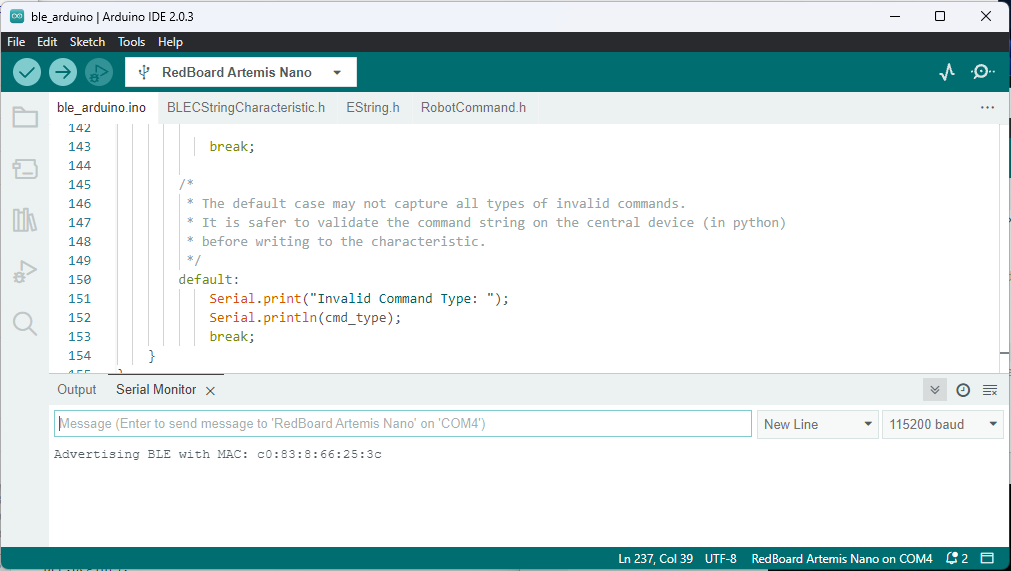 ble_arduino | Arduino IDE 2.0.3
File Edit Sketch Tools Help
RedBoard Artemis Nano
ble_arduino.ino BLECStringCharacteristic.h EString.h RobotCommand.h ...
142
143 break;
144
145 /*
146 * The default case may not capture all types of invalid commands.
147 * It is safer to validate the command string on the central device (in python)
148 * before writing to the characteristic.
149 */
150 default:
151 Serial.print("Invalid Command Type: ");
152 Serial.println(cmd_type);
153 break;
154 }
155 }
Output Serial Monitor
Message (Enter to send message to 'RedBoard Artemis Nano' on 'COM4')
New Line 115200 baud
Advertising BLE with MAC: c0:83:8:66:25:3c
Ln 237, Col 39 UTF-8 RedBoard Artemis Nano on COM4 2